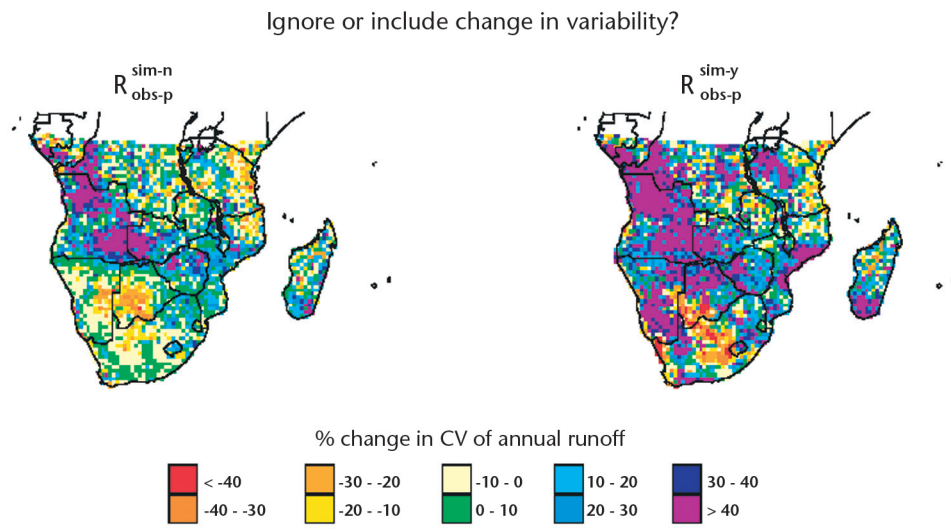 Ignore or include change in variability?
R sim-n obs-p
R sim-y obs-p
% change in CV of annual runoff
< -40
-30 - -20
-10 - 0
10 - 20
30 - 40
-40 - -30
-20 - -10
0 - 10
20 - 30
> 40